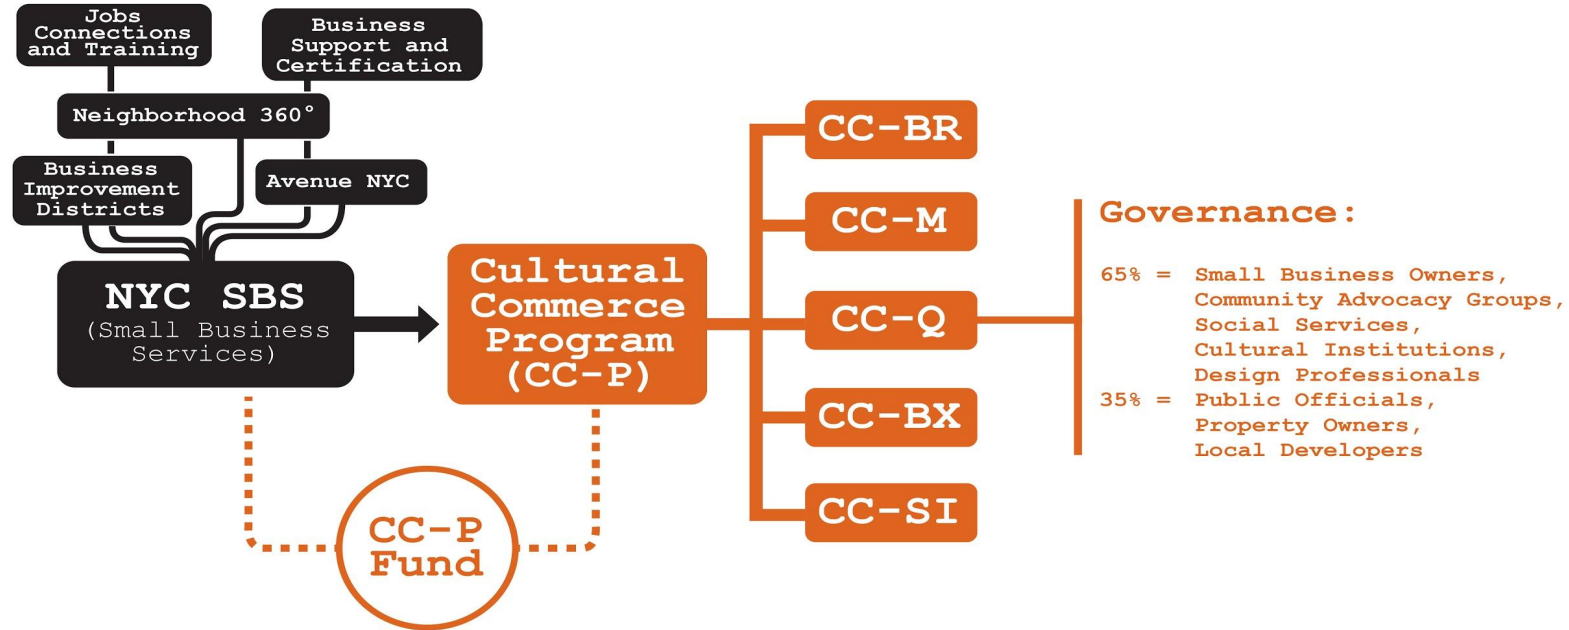 Jobs
Connections
and Training
Business
Support and
Certification
Neighborhood 360°
Business
Improvement
Districts
Avenue NYC
NYC SBS
(Small Business
Services)
Cultural
Commerce
Program
(CC-P)
CC-P
Fund
CC-BR
CC-M
CC-Q
CC-BX
CC-SI
Governance:
65% = Small Business Owners,
Community Advocacy Groups,
Social Services,
Cultural Institutions,
Design Professionals
35% = Public Officials,
Property Owners,
Local Developers